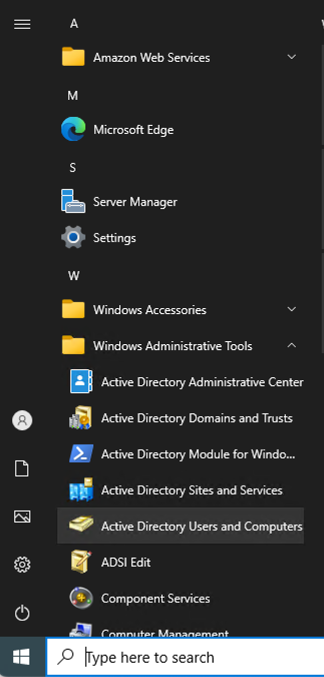 A
Amazon Web Services
M
Microsoft Edge
S
Server Manager
Settings
W
Windows Accessories
Windows Administrative Tools
Active Directory Administrative Center
Active Directory Domains and Trusts
Active Directory Module for Windo...
Active Directory Sites and Services
Active Directory Users and Computers
ADSI Edit
Component Services
Computer Management
Type here to search